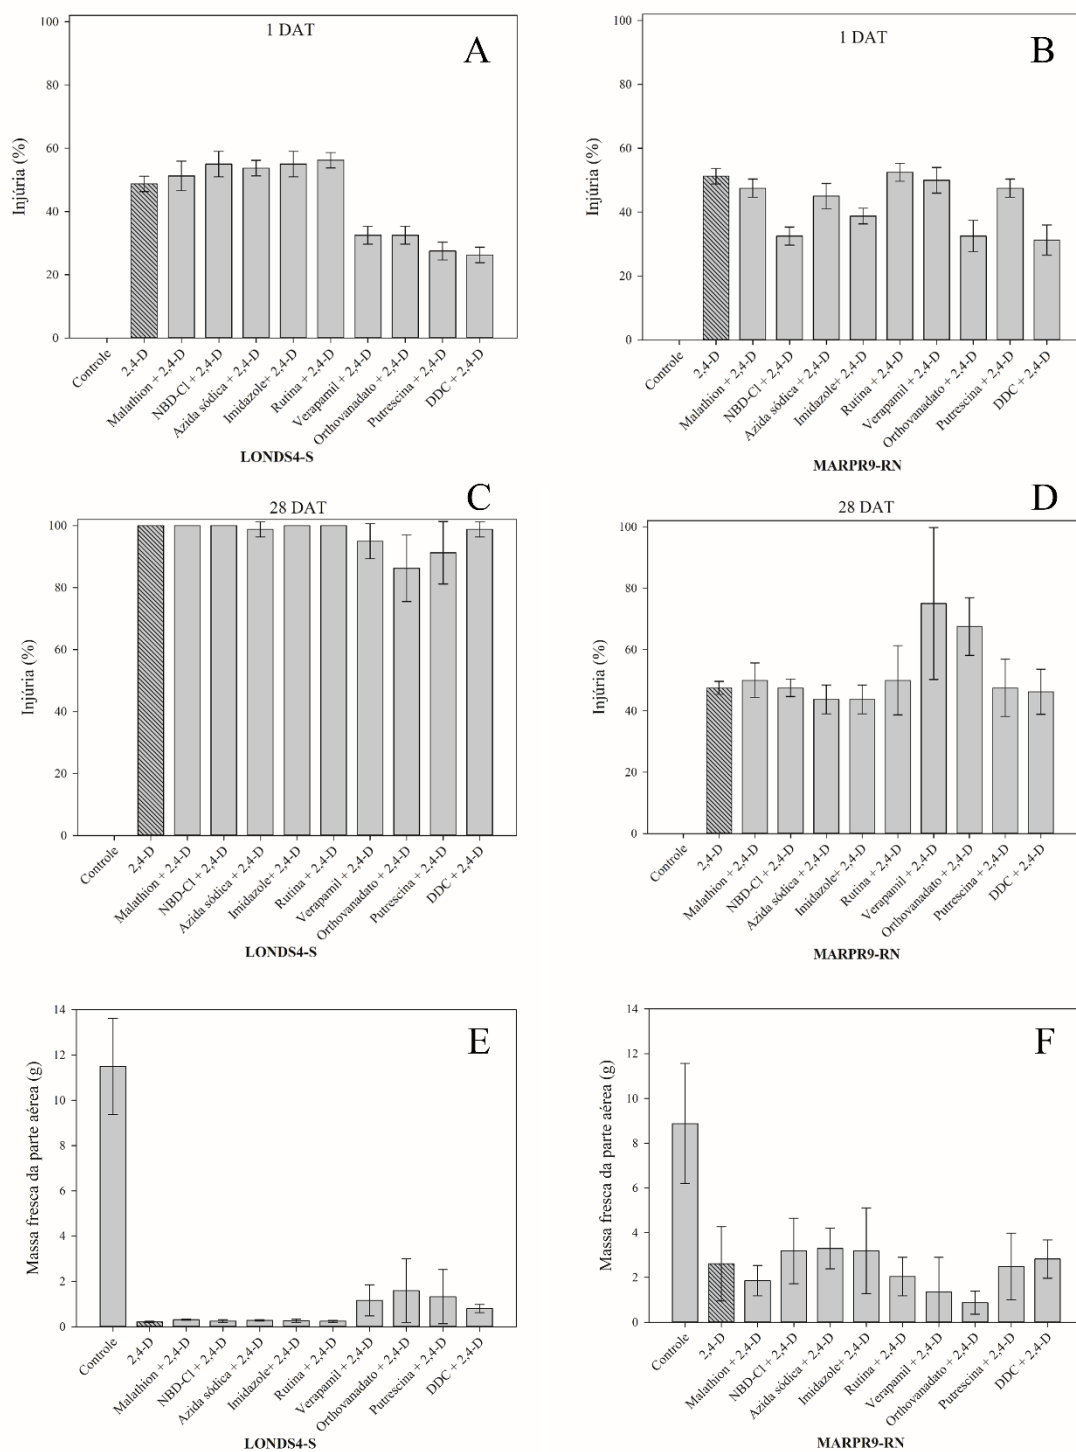 1 DAT
A
Injúria (%)
100
80
60
40
20
0
Controle
2,4-D
Malathion + 2,4-D
NBD-Cl + 2,4-D
Azida sódica + 2,4-D
Imidazole+ 2,4-D
Rutina + 2,4-D
Verapamil + 2,4-D
Orthovanadato + 2,4-D
Putrescina + 2,4-D
DDC + 2,4-D
LONDS4-S
1 DAT
B
Injúria (%)
100
80
60
40
20
0
Controle
2,4-D
Malathion + 2,4-D
NBD-Cl + 2,4-D
Azida sódica + 2,4-D
Imidazole+ 2,4-D
Rutina + 2,4-D
Verapamil + 2,4-D
Orthovanadato + 2,4-D
Putrescina + 2,4-D
DDC + 2,4-D
MARPR9-RN
28 DAT
C
Injúria (%)
100
80
60
40
20
0
Controle
2,4-D
Malathion + 2,4-D
NBD-Cl + 2,4-D
Azida sódica + 2,4-D
Imidazole+ 2,4-D
Rutina + 2,4-D
Verapamil + 2,4-D
Orthovanadato + 2,4-D
Putrescina + 2,4-D
DDC + 2,4-D
LONDS4-S
28 DAT
D
Injúria (%)
100
80
60
40
20
0
Controle
2,4-D
Malathion + 2,4-D
NBD-Cl + 2,4-D
Azida sódica + 2,4-D
Imidazole+ 2,4-D
Rutina + 2,4-D
Verapamil + 2,4-D
Orthovanadato + 2,4-D
Putrescina + 2,4-D
DDC + 2,4-D
MARPR9-RN
E
Massa fresca da parte aérea (g)
14
12
10
8
6
4
2
0
Controle
2,4-D
Malathion + 2,4-D
NBD-Cl + 2,4-D
Azida sódica + 2,4-D
Imidazole+ 2,4-D
Rutina + 2,4-D
Verapamil + 2,4-D
Orthovanadato + 2,4-D
Putrescina + 2,4-D
DDC + 2,4-D
LONDS4-S
F
Massa fresca da parte aérea (g)
14
12
10
8
6
4
2
0
Controle
2,4-D
Malathion + 2,4-D
NBD-Cl + 2,4-D
Azida sódica + 2,4-D
Imidazole+ 2,4-D
Rutina + 2,4-D
Verapamil + 2,4-D
Orthovanadato + 2,4-D
Putrescina + 2,4-D
DDC + 2,4-D
MARPR9-RN